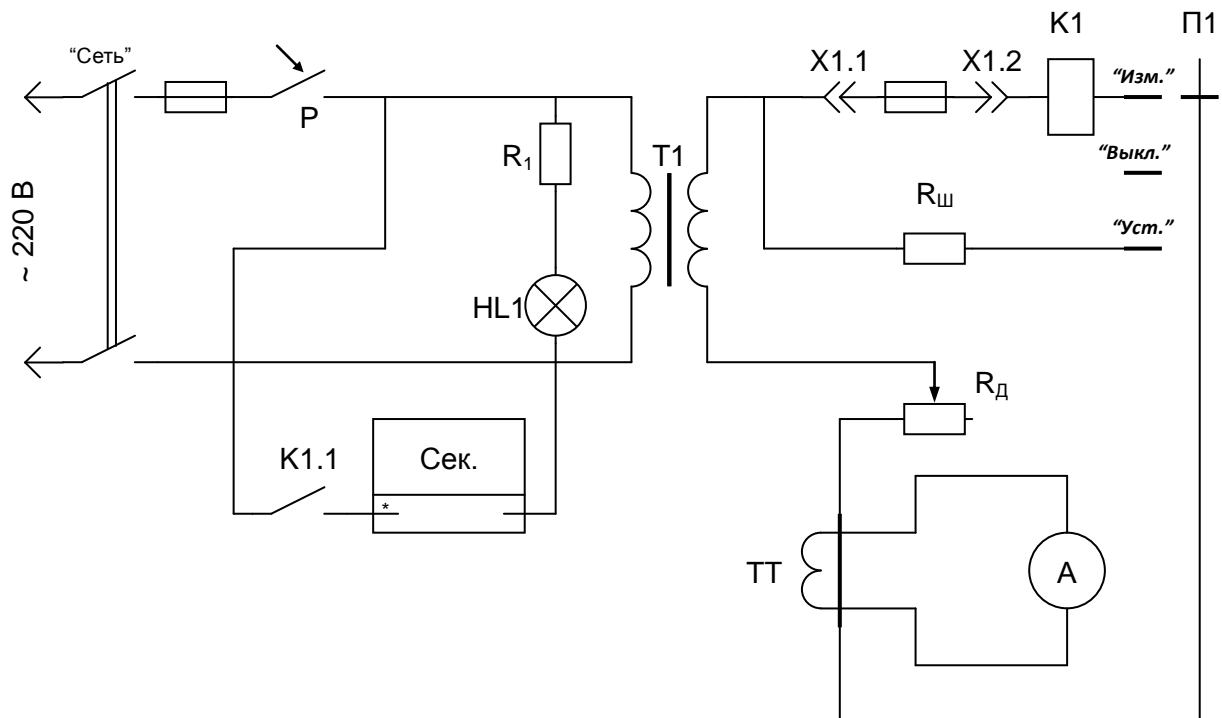 K1 П1
“Сеть” X1.1 X1.2
“Изм.”
P
R1 T1
“Выкл.”
~ 220 В
RШ
“Уст.”
HL1
RД
K1.1 Сек.
*
ТТ А